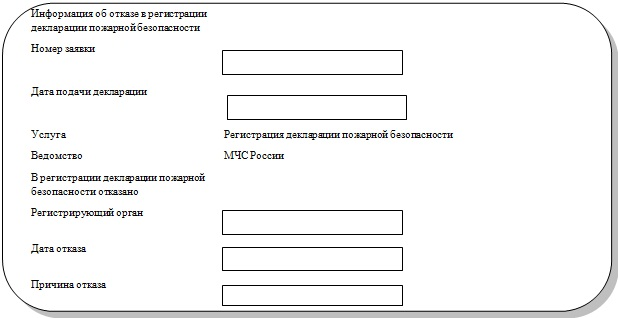 Информация об отказе в регистрации
декларации пожарной безопасности
Номер заявки
Дата подачи декларации
Услуга Регистрация декларации пожарной безопасности
Ведомство МЧС России
В регистрации декларации пожарной
безопасности отказано
Регистрирующий орган
Дата отказа
Причина отказа